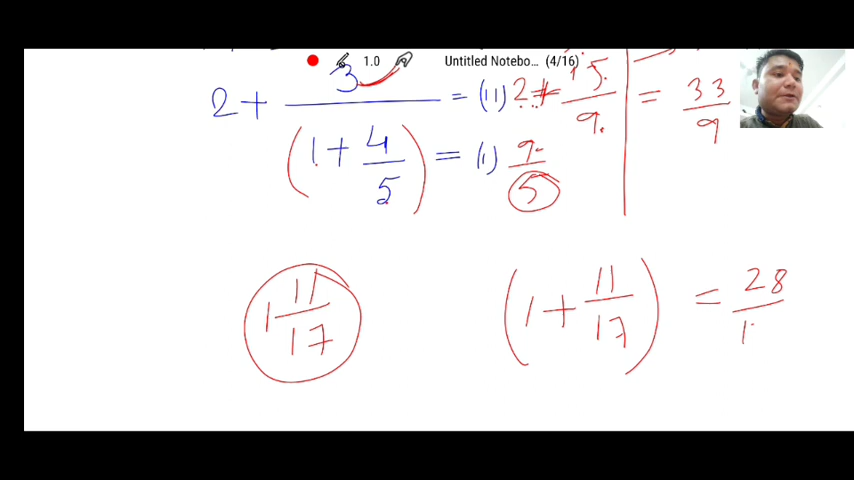 1.0 Untitled Notebo... (4/16)
2 + 3 / (1 + 4/5) = (11) 2 + 15/9 = 33/9
= (1) 9/5
1 11/17 (1 + 11/17) = 28/1